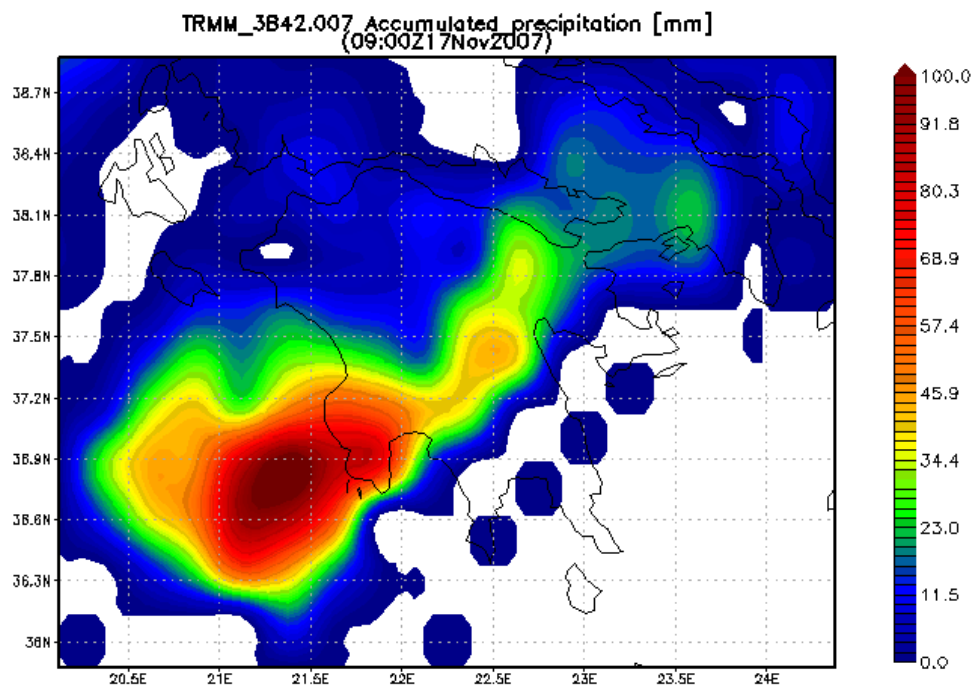 TRMM_3B42.007 Accumulated_precipitation [mm]
(09:00Z17Nov2007)
38.7N
38.4N
38.1N
37.8N
37.5N
37.2N
36.9N
36.6N
36.3N
36N
20.5E 21E 21.5E 22E 22.5E 23E 23.5E 24E
100.0
91.8
80.3
68.9
57.4
45.9
34.4
23.0
11.5
0.0